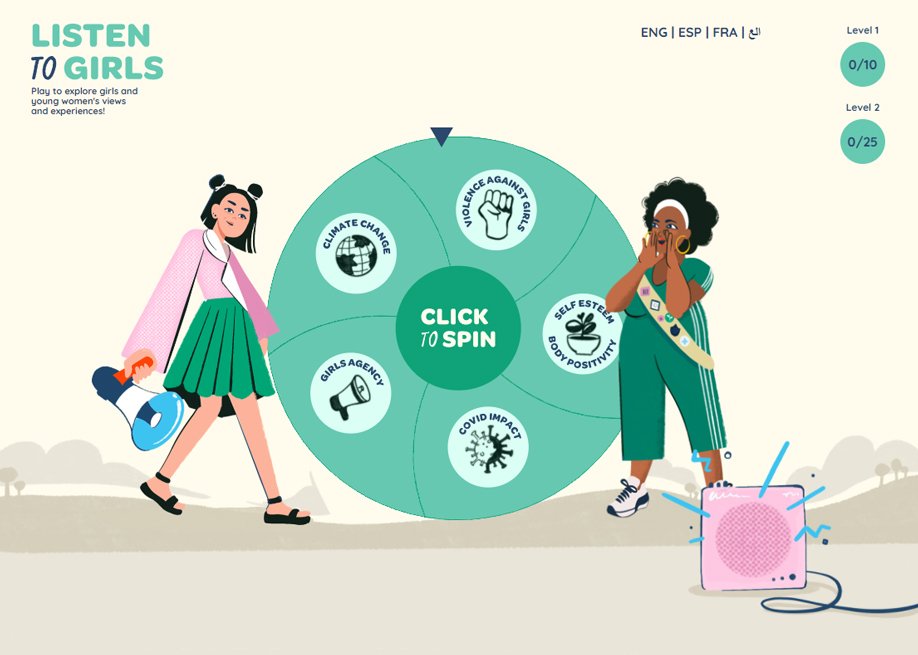 LISTEN
TO GIRLS
Play to explore girls and
young women's views
and experiences!
ENG | ESP | FRA | الع
Level 1
0/10
Level 2
0/25
VIOLENCE AGAINST GIRLS
CLIMATE CHANGE
CLICK
TO SPIN
SELF ESTEEM
BODY POSITIVITY
GIRLS AGENCY
COVID IMPACT